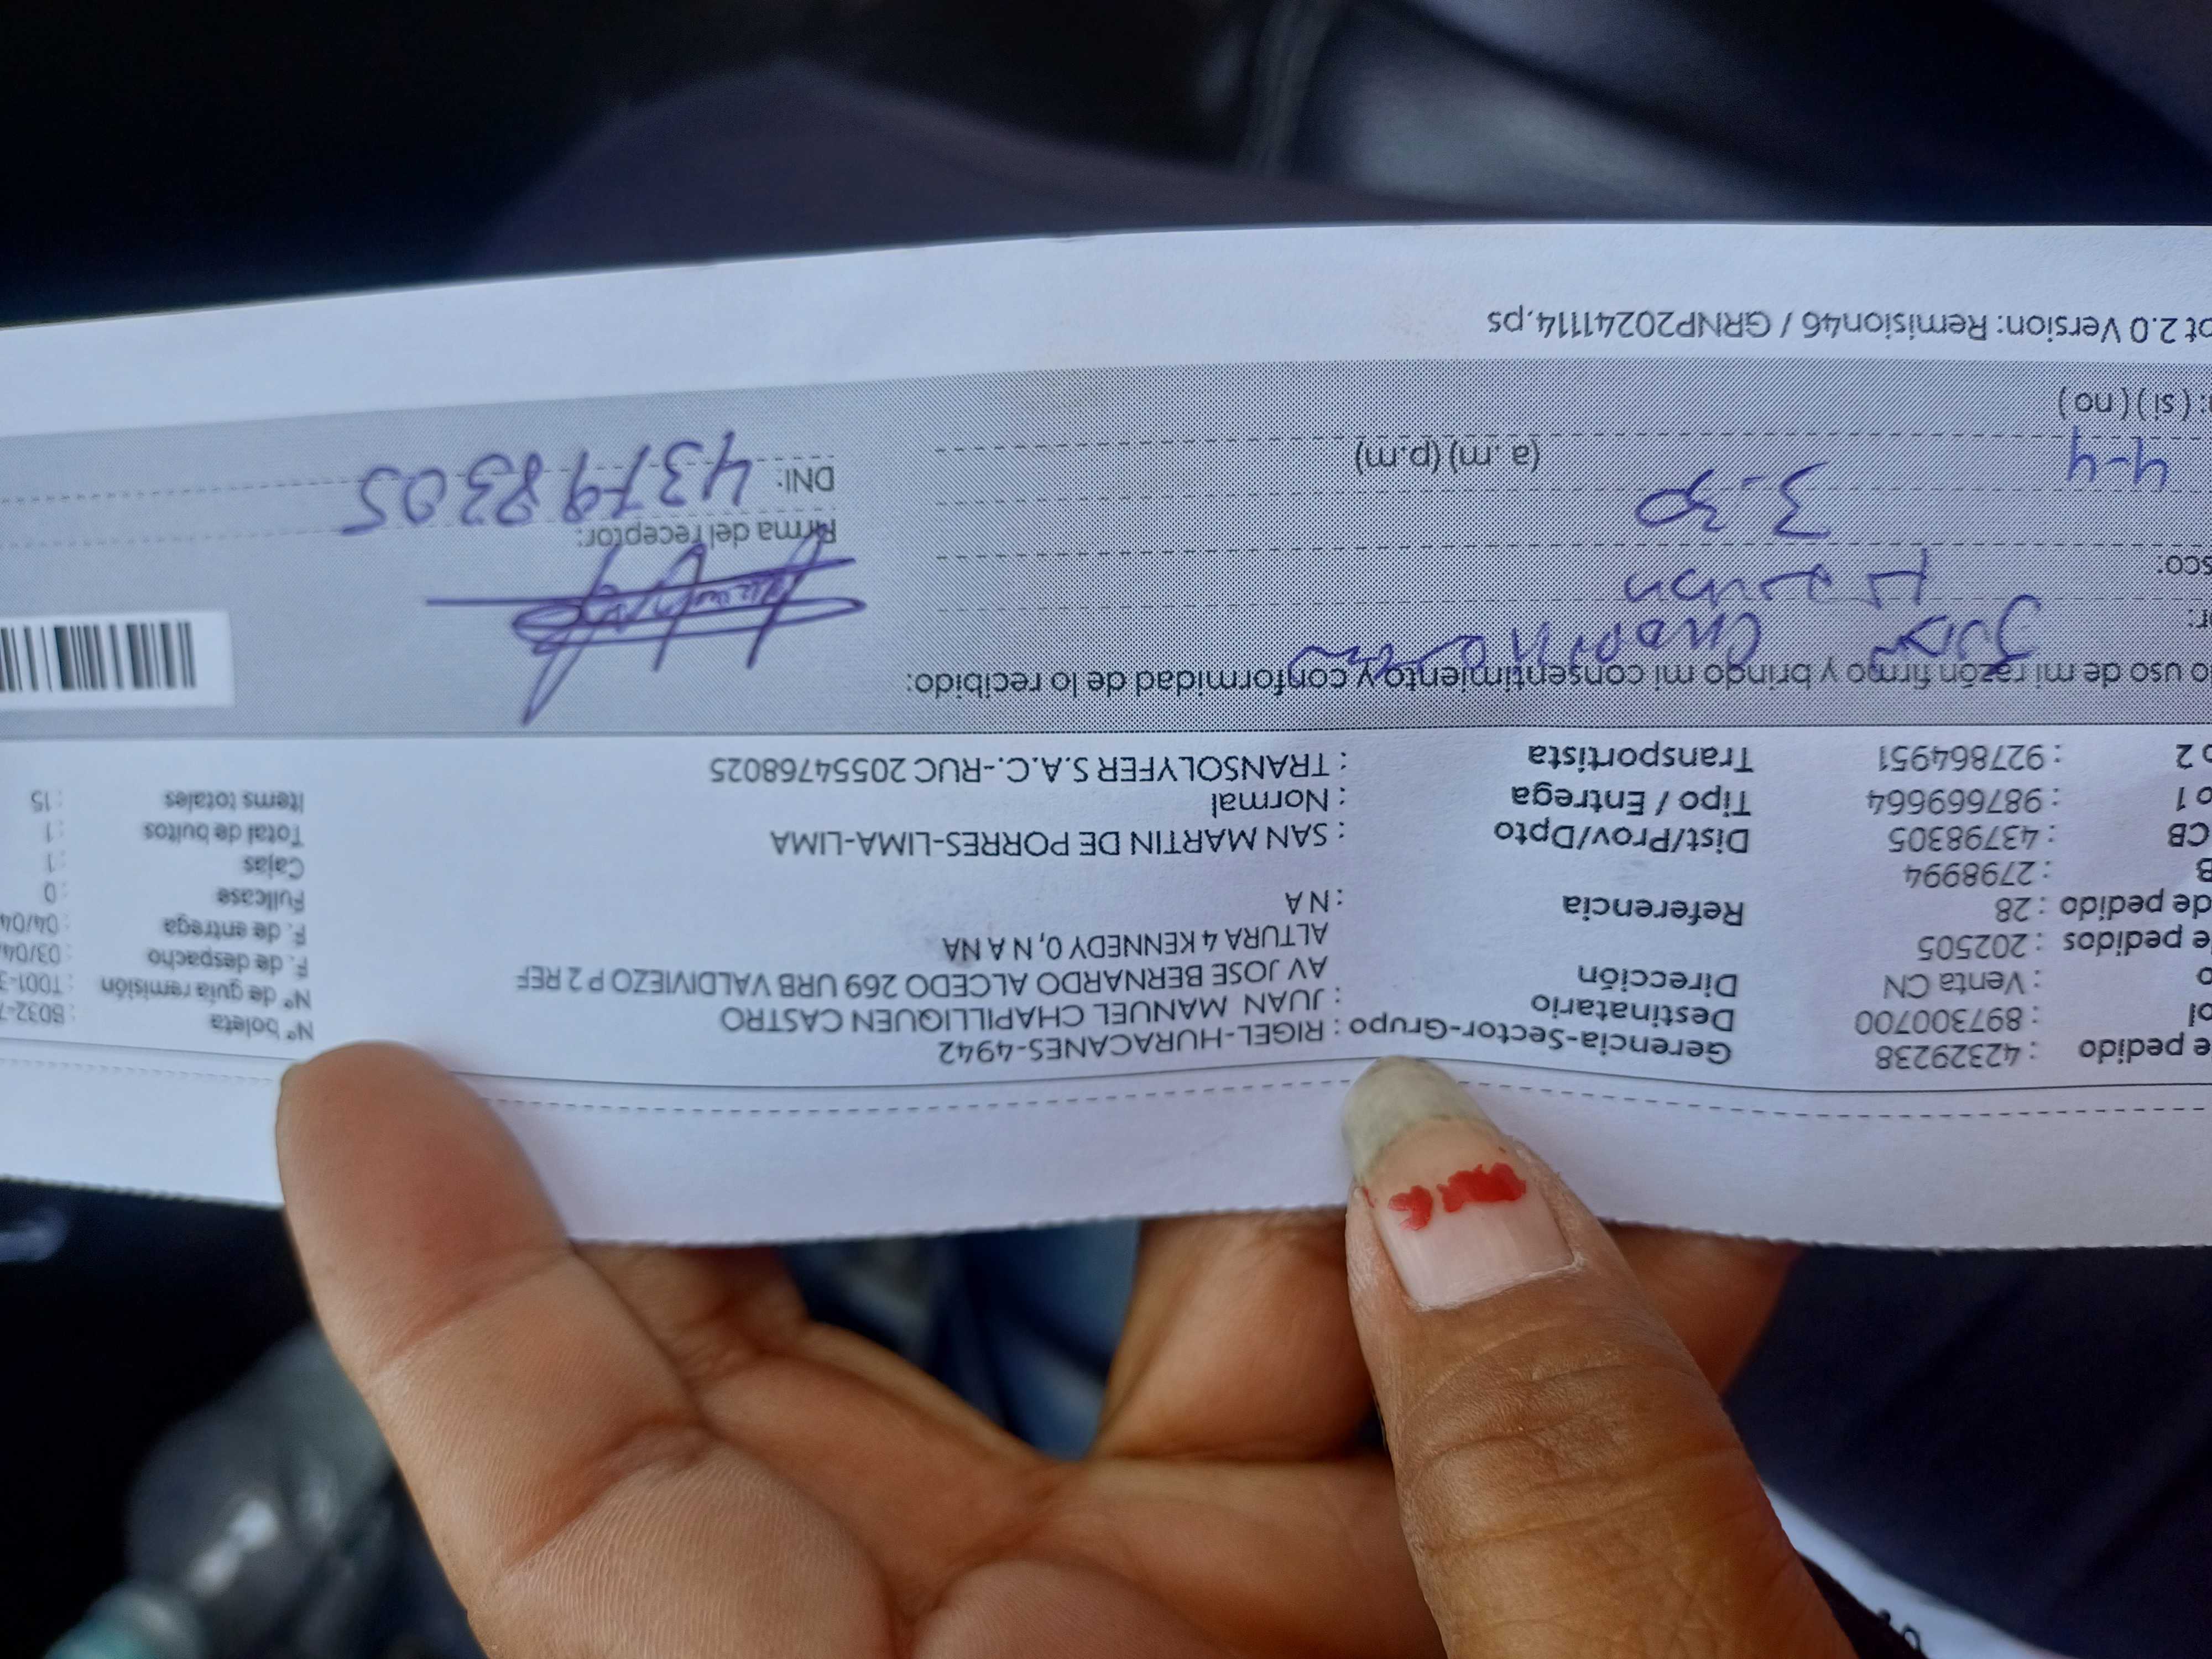 e pedido : 42329238 Gerencia-Sector-Grupo : RIGEL-HURACANES-4942 Nº boleta : B032-
ol : 897300700 Destinatario : JUAN MANUEL CHAPILLIQUEN CASTRO Nº de guía remisión : T001-
o : Venta CN Dirección AV JOSE BERNARDO ALCEDO 269 URB VALDIVIEZO P 2 REF F. de despacho : 03/04/
e pedidos : 202505 ALTURA 4 KENNEDY 0, N A NA F. de entrega : 04/04
de pedido : 28 Referencia : N A Fullcase : 0
B : 2798994 Cajas : 1
CB : 43798305 Dist/Prov/Dpto : SAN MARTIN DE PORRES-LIMA-LIMA Total de bultos : 1
o 1 : 987669664 Tipo / Entrega : Normal Items totales : 15
o 2 : 927864951 Transportista : TRANSOLYFER S.A.C.-RUC 20554768025
o uso de mi razón firmo y bringo mi consentimiento y conformidad de lo recibido:
or: Juan
sco:
3-30 Firma del receptor:
4-4 (a .m) (p.m) DNI: 43798305
: ( si ) ( no )
pt 2.0 Version: Remision46 / GRNP20241114.ps